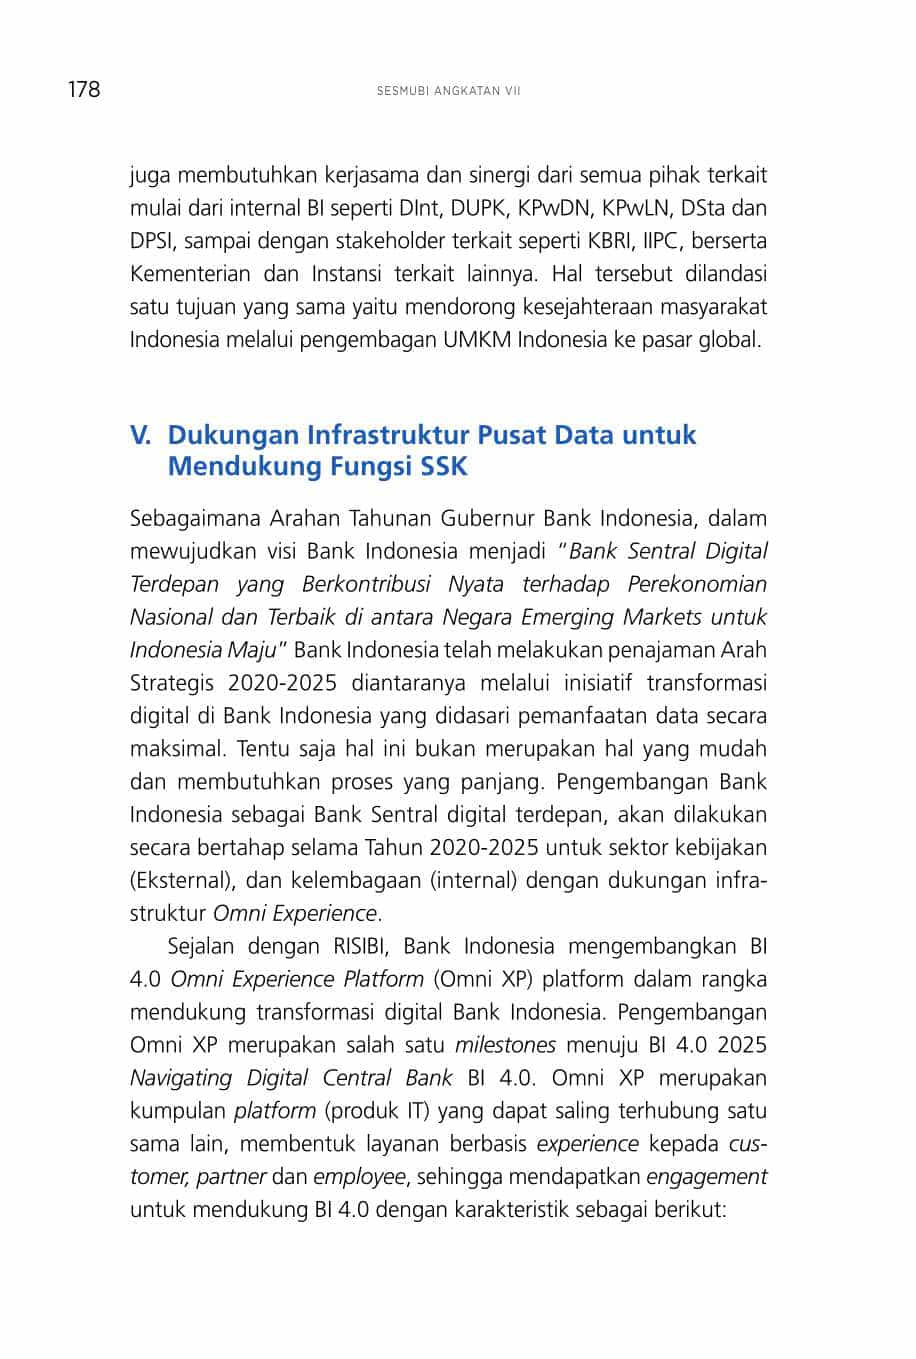 178
SESMUBI ANGKATAN VII
juga membutuhkan kerjasama dan sinergi dari semua pihak terkait
mulai dari internal BI seperti DInt, DUPK, KPwDN, KPwLN, DSta dan
DPSI, sampai dengan stakeholder terkait seperti KBRI, IIPC, berserta
Kementerian dan Instansi terkait lainnya. Hal tersebut dilandasi
satu tujuan yang sama yaitu mendorong kesejahteraan masyarakat
Indonesia melalui pengembagan UMKM Indonesia ke pasar global.
V. Dukungan Infrastruktur Pusat Data untuk
Mendukung Fungsi SSK
Sebagaimana Arahan Tahunan Gubernur Bank Indonesia, dalam
mewujudkan visi Bank Indonesia menjadi “Bank Sentral Digital
Terdepan yang Berkontribusi Nyata terhadap Perekonomian
Nasional dan Terbaik di antara Negara Emerging Markets untuk
Indonesia Maju” Bank Indonesia telah melakukan penajaman Arah
Strategis 2020-2025 diantaranya melalui inisiatif transformasi
digital di Bank Indonesia yang didasari pemanfaatan data secara
maksimal. Tentu saja hal ini bukan merupakan hal yang mudah
dan membutuhkan proses yang panjang. Pengembangan Bank
Indonesia sebagai Bank Sentral digital terdepan, akan dilakukan
secara bertahap selama Tahun 2020-2025 untuk sektor kebijakan
(Eksternal), dan kelembagaan (internal) dengan dukungan infra-
struktur Omni Experience.
Sejalan dengan RISIBI, Bank Indonesia mengembangkan BI
4.0 Omni Experience Platform (Omni XP) platform dalam rangka
mendukung transformasi digital Bank Indonesia. Pengembangan
Omni XP merupakan salah satu milestones menuju BI 4.0 2025
Navigating Digital Central Bank BI 4.0. Omni XP merupakan
kumpulan platform (produk IT) yang dapat saling terhubung satu
sama lain, membentuk layanan berbasis experience kepada cus-
tomer, partner dan employee, sehingga mendapatkan engagement
untuk mendukung BI 4.0 dengan karakteristik sebagai berikut: